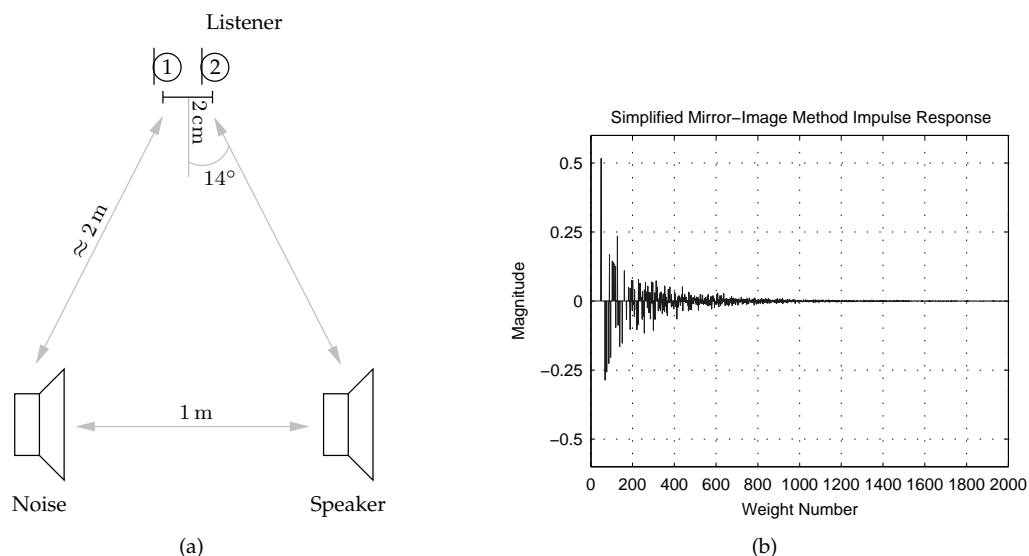 Listener
1 2
2 cm
14°
≈ 2 m
1 m
Noise
Speaker
(a)
Simplified Mirror−Image Method Impulse Response
Magnitude
0.5
0.25
0
−0.25
−0.5
0 200 400 600 800 1000 1200 1400 1600 1800 2000
Weight Number
(b)